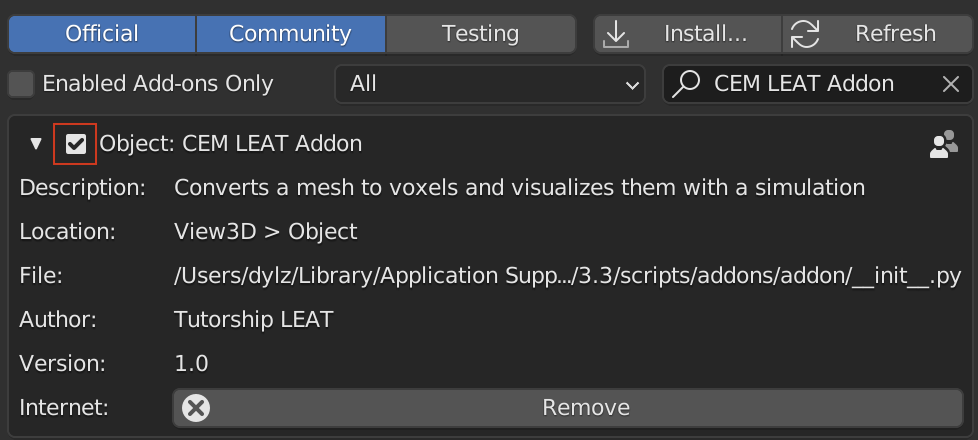 Official Community Testing Install... Refresh
Enabled Add-ons Only All CEM LEAT Addon
Object: CEM LEAT Addon
Description: Converts a mesh to voxels and visualizes them with a simulation
Location: View3D > Object
File: /Users/dylz/Library/Application Supp.../3.3/scripts/addons/addon/__init__.py
Author: Tutorship LEAT
Version: 1.0
Internet: Remove